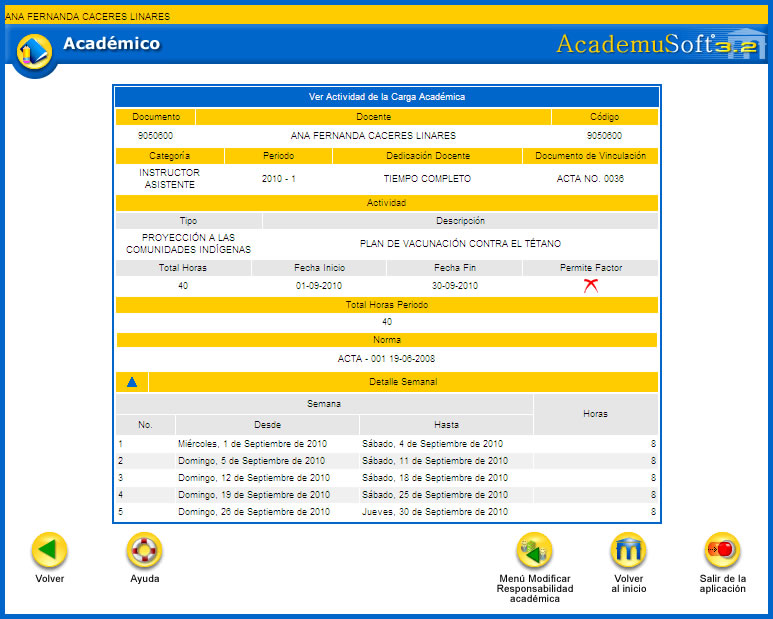 ANA FERNANDA CACERES LINARES
Académico
AcademuSoft 3.2
Ver Actividad de la Carga Académica
Documento Docente Código
9050600 ANA FERNANDA CACERES LINARES 9050600
Categoría Periodo Dedicación Docente Documento de Vinculación
INSTRUCTOR ASISTENTE 2010 - 1 TIEMPO COMPLETO ACTA NO. 0036
Actividad
Tipo Descripción
PROYECCIÓN A LAS COMUNIDADES INDÍGENAS PLAN DE VACUNACIÓN CONTRA EL TÉTANO
Total Horas Fecha Inicio Fecha Fin Permite Factor
40 01-09-2010 30-09-2010
Total Horas Periodo
40
Norma
ACTA - 001 19-06-2008
Detalle Semanal
Semana Horas
No. Desde Hasta
1 Miércoles, 1 de Septiembre de 2010 Sábado, 4 de Septiembre de 2010 8
2 Domingo, 5 de Septiembre de 2010 Sábado, 11 de Septiembre de 2010 8
3 Domingo, 12 de Septiembre de 2010 Sábado, 18 de Septiembre de 2010 8
4 Domingo, 19 de Septiembre de 2010 Sábado, 25 de Septiembre de 2010 8
5 Domingo, 26 de Septiembre de 2010 Jueves, 30 de Septiembre de 2010 8
Volver
Ayuda
Menú Modificar
Responsabilidad
académica
Volver
al inicio
Salir de la
aplicación